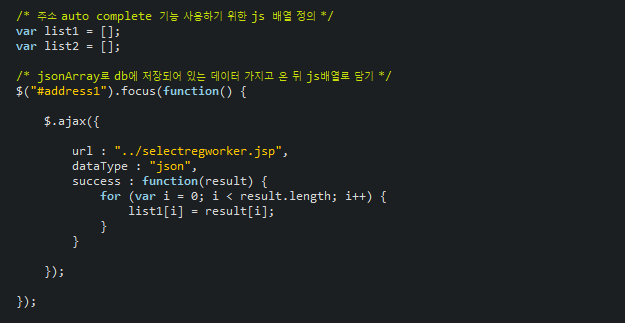 /* 주소 auto complete 기능 사용하기 위한 js 배열 정의 */
var list1 = [];
var list2 = [];
/* jsonArray로 db에 저장되어 있는 데이터 가지고 온 뒤 js배열로 담기 */
$("#address1").focus(function() {
$.ajax({
url : "../selectregworker.jsp",
dataType : "json",
success : function(result) {
for (var i = 0; i < result.length; i++) {
list1[i] = result[i];
}
}
});
});